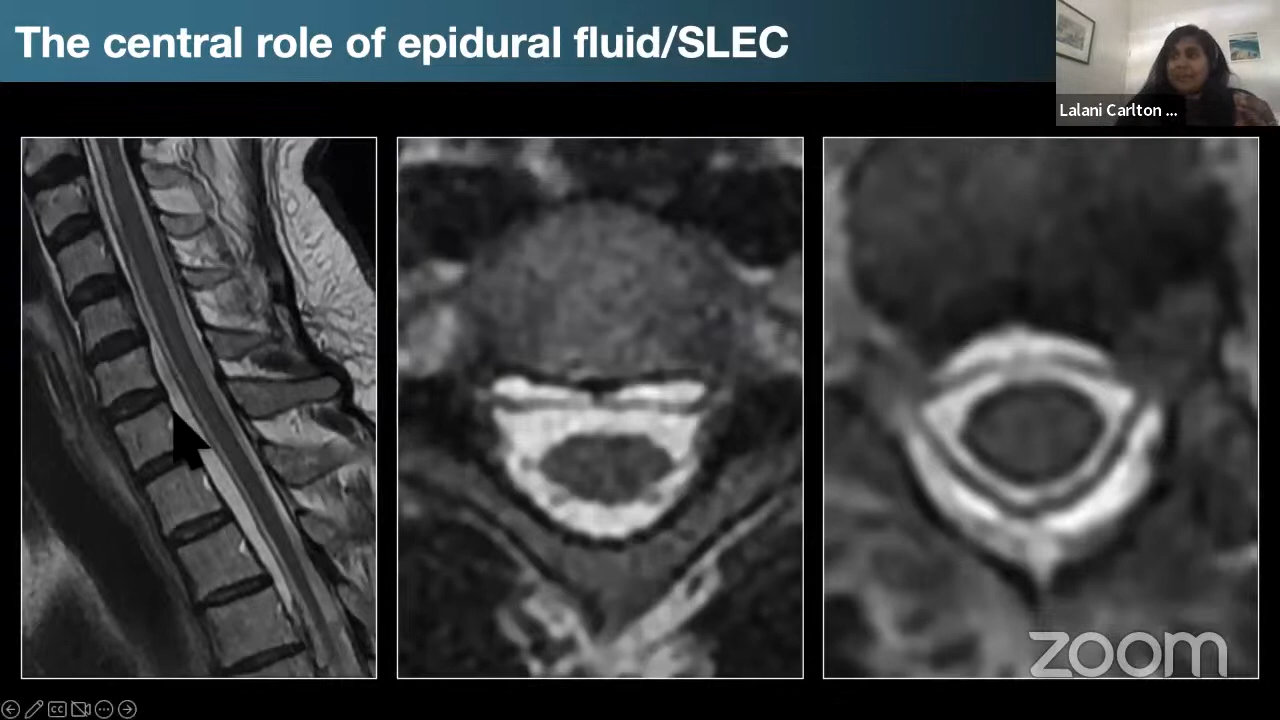 The central role of epidural fluid/SLEC
Lalani Carlton ...
zoom